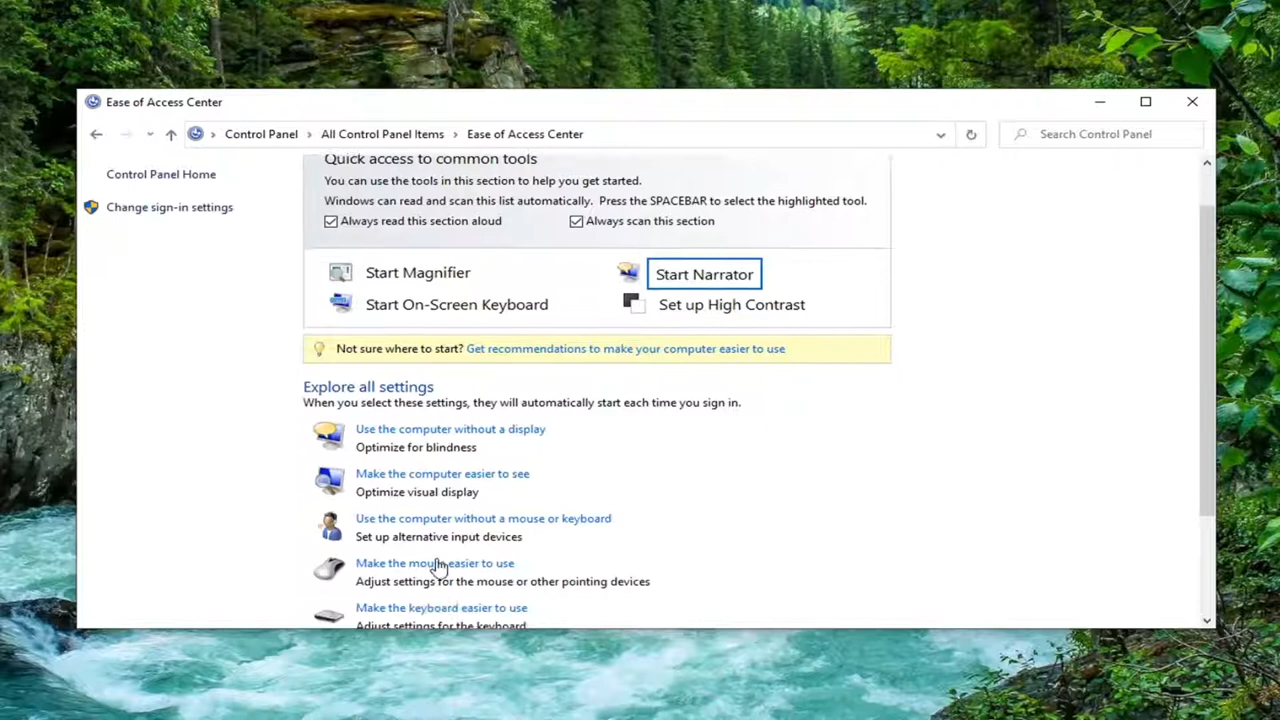 Ease of Access Center
Control Panel > All Control Panel Items > Ease of Access Center
Search Control Panel
Control Panel Home
Change sign-in settings
Quick access to common tools
You can use the tools in this section to help you get started.
Windows can read and scan this list automatically. Press the SPACEBAR to select the highlighted tool.
Always read this section aloud Always scan this section
Start Magnifier Start Narrator
Start On-Screen Keyboard Set up High Contrast
Not sure where to start? Get recommendations to make your computer easier to use
Explore all settings
When you select these settings, they will automatically start each time you sign in.
Use the computer without a display
Optimize for blindness
Make the computer easier to see
Optimize visual display
Use the computer without a mouse or keyboard
Set up alternative input devices
Make the mouse easier to use
Adjust settings for the mouse or other pointing devices
Make the keyboard easier to use
Adjust settings for the keyboard